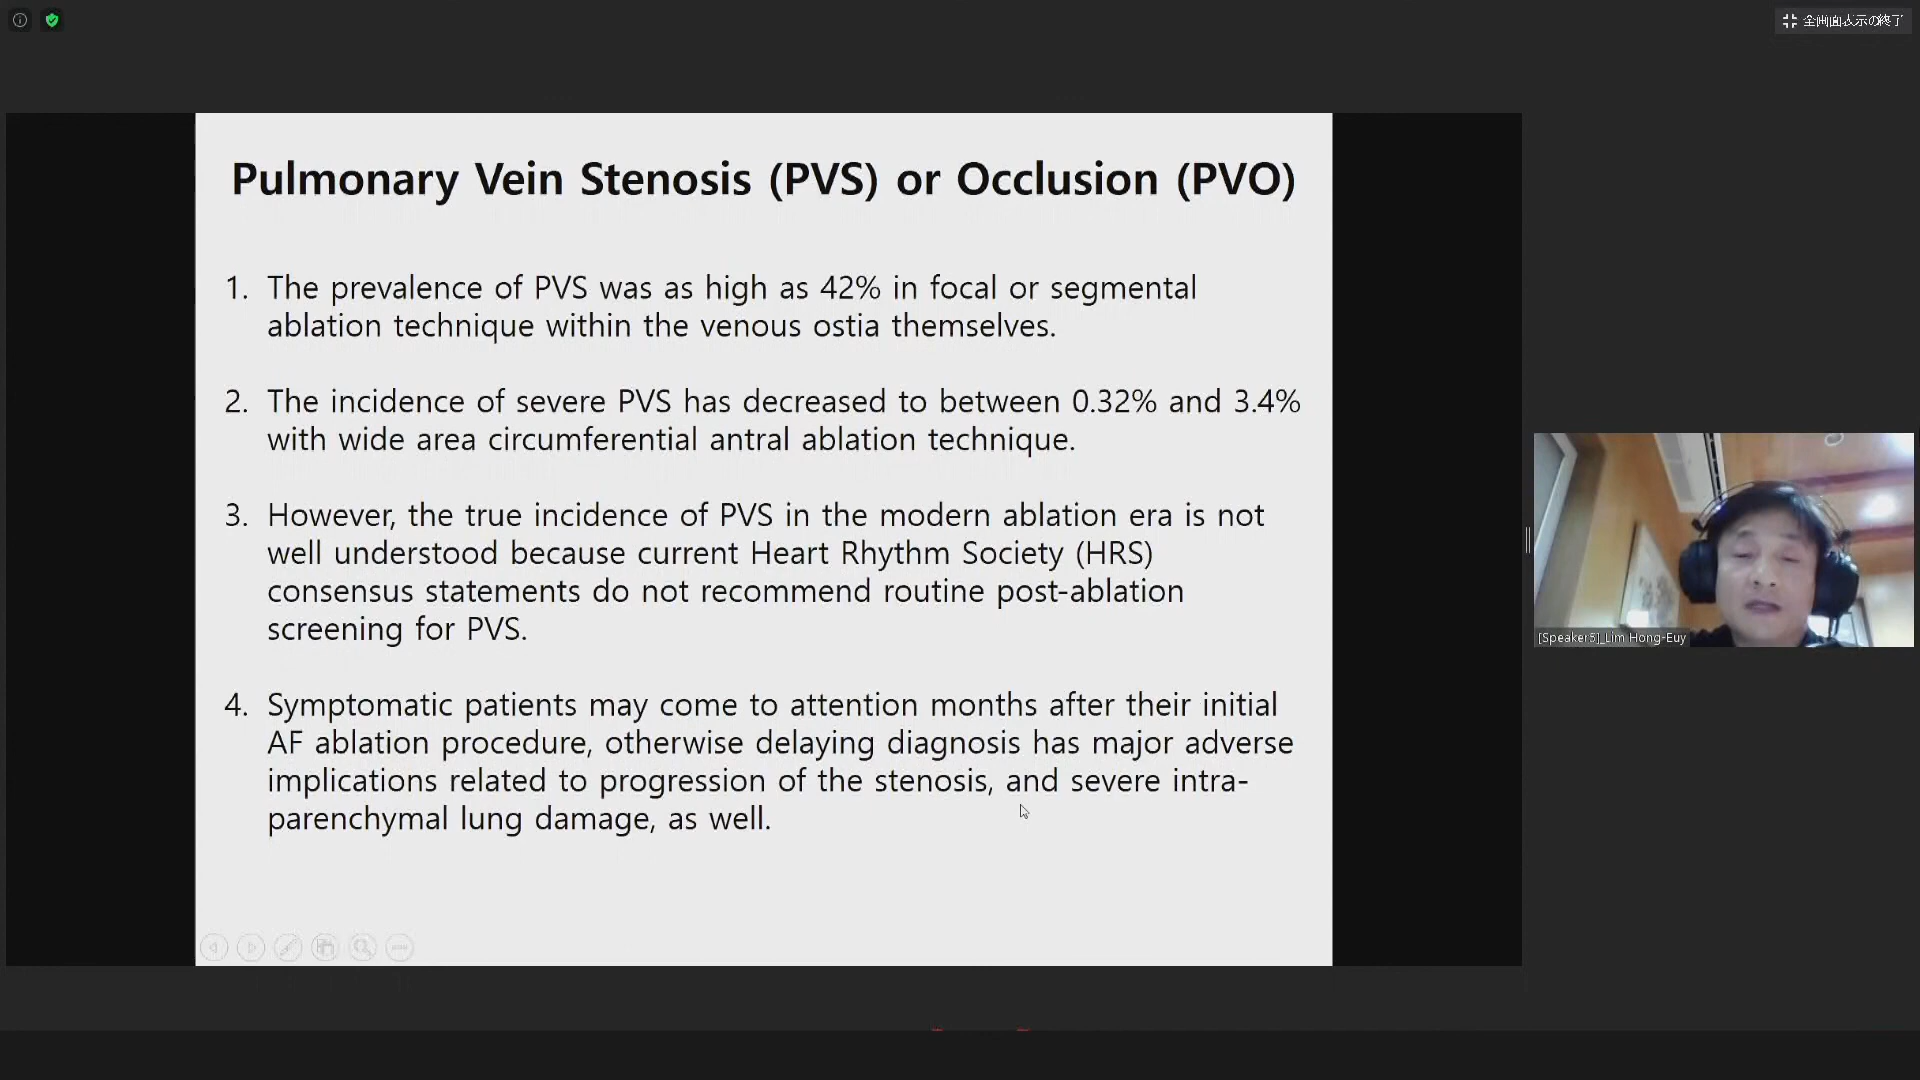 全画面表示の終了
Pulmonary Vein Stenosis (PVS) or Occlusion (PVO)
1. The prevalence of PVS was as high as 42% in focal or segmental
ablation technique within the venous ostia themselves.
2. The incidence of severe PVS has decreased to between 0.32% and 3.4%
with wide area circumferential antral ablation technique.
3. However, the true incidence of PVS in the modern ablation era is not
well understood because current Heart Rhythm Society (HRS)
consensus statements do not recommend routine post-ablation
screening for PVS.
4. Symptomatic patients may come to attention months after their initial
AF ablation procedure, otherwise delaying diagnosis has major adverse
implications related to progression of the stenosis, and severe intra-
parenchymal lung damage, as well.
[Speaker5]_Lim Hong-Euy